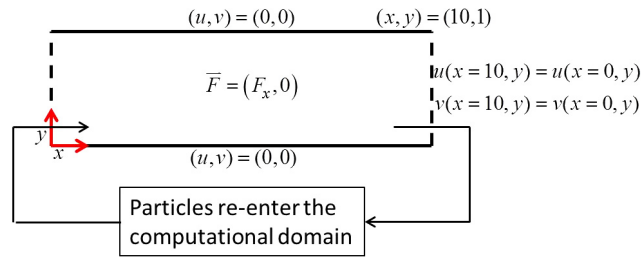 (u,v) = (0,0)
(x, y) = (10,1)
F = (Fₓ,0)
u(x=10, y) = u(x=0, y)
v(x=10, y) = v(x=0, y)
y
x
(u,v) = (0,0)
Particles re-enter the
computational domain